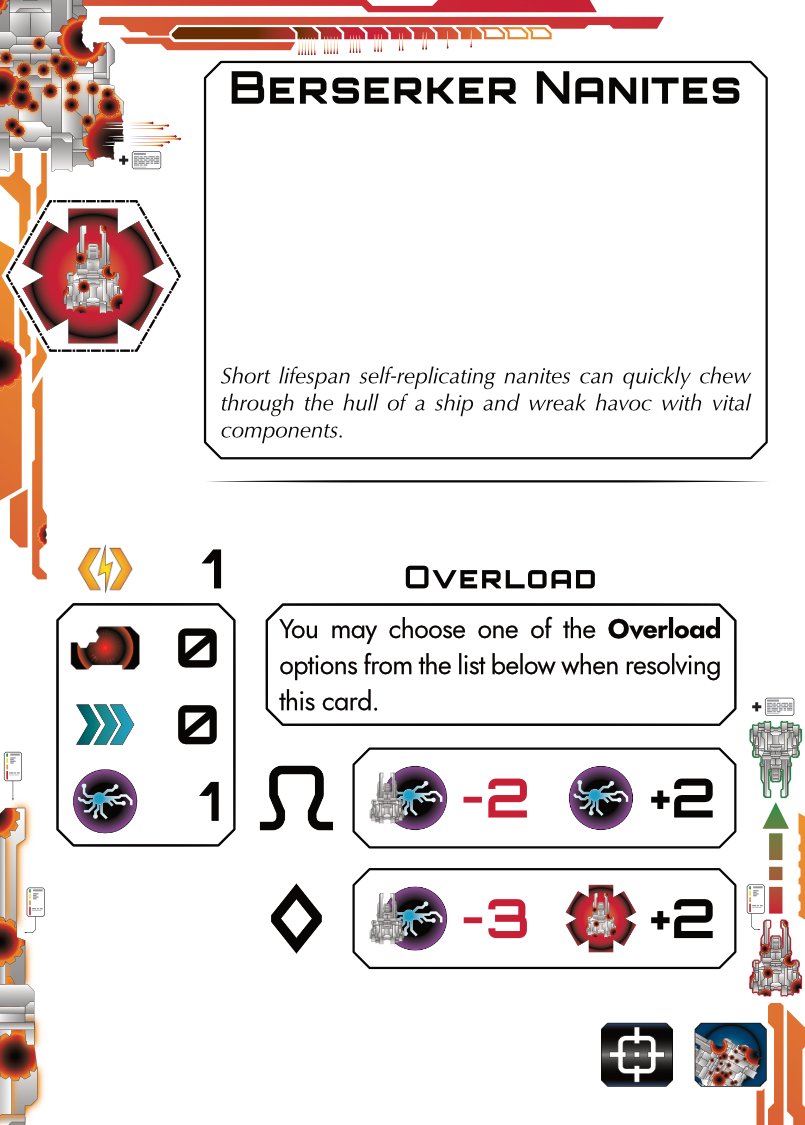 Berserker Nanites
+
Short lifespan self-replicating nanites can quickly chew
through the hull of a ship and wreak havoc with vital
components.
1
Overload
0
0
1
You may choose one of the Overload
options from the list below when resolving
this card.
+
Ω -2 +2
-3 +2